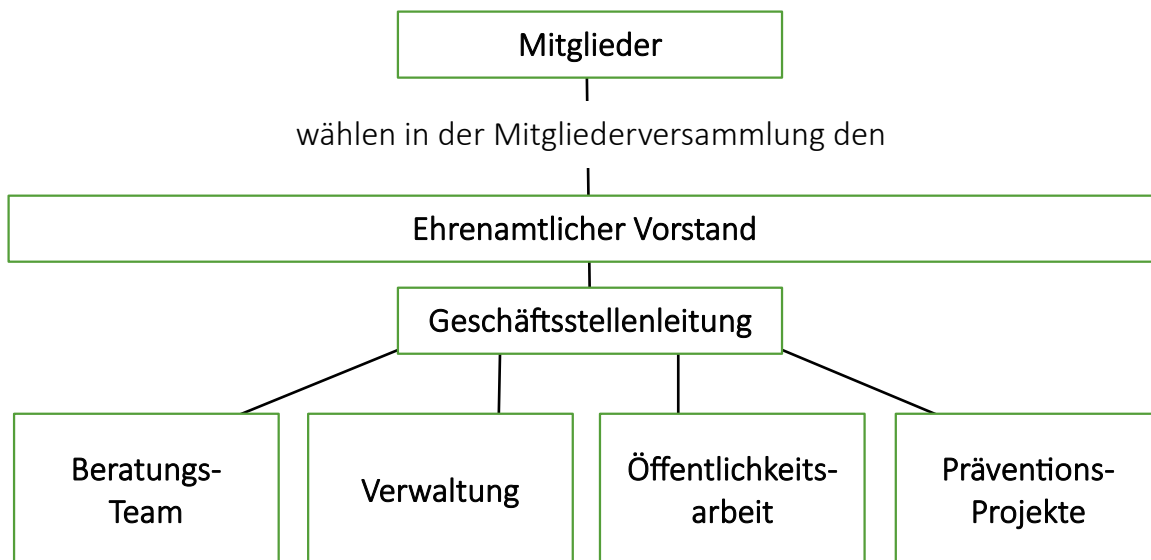 Mitglieder
wählen in der Mitgliederversammlung den
Ehrenamtlicher Vorstand
Geschäftsstellenleitung
Beratungs-
Team
Verwaltung
Öffentlichkeits-
arbeit
Präventions-
Projekte